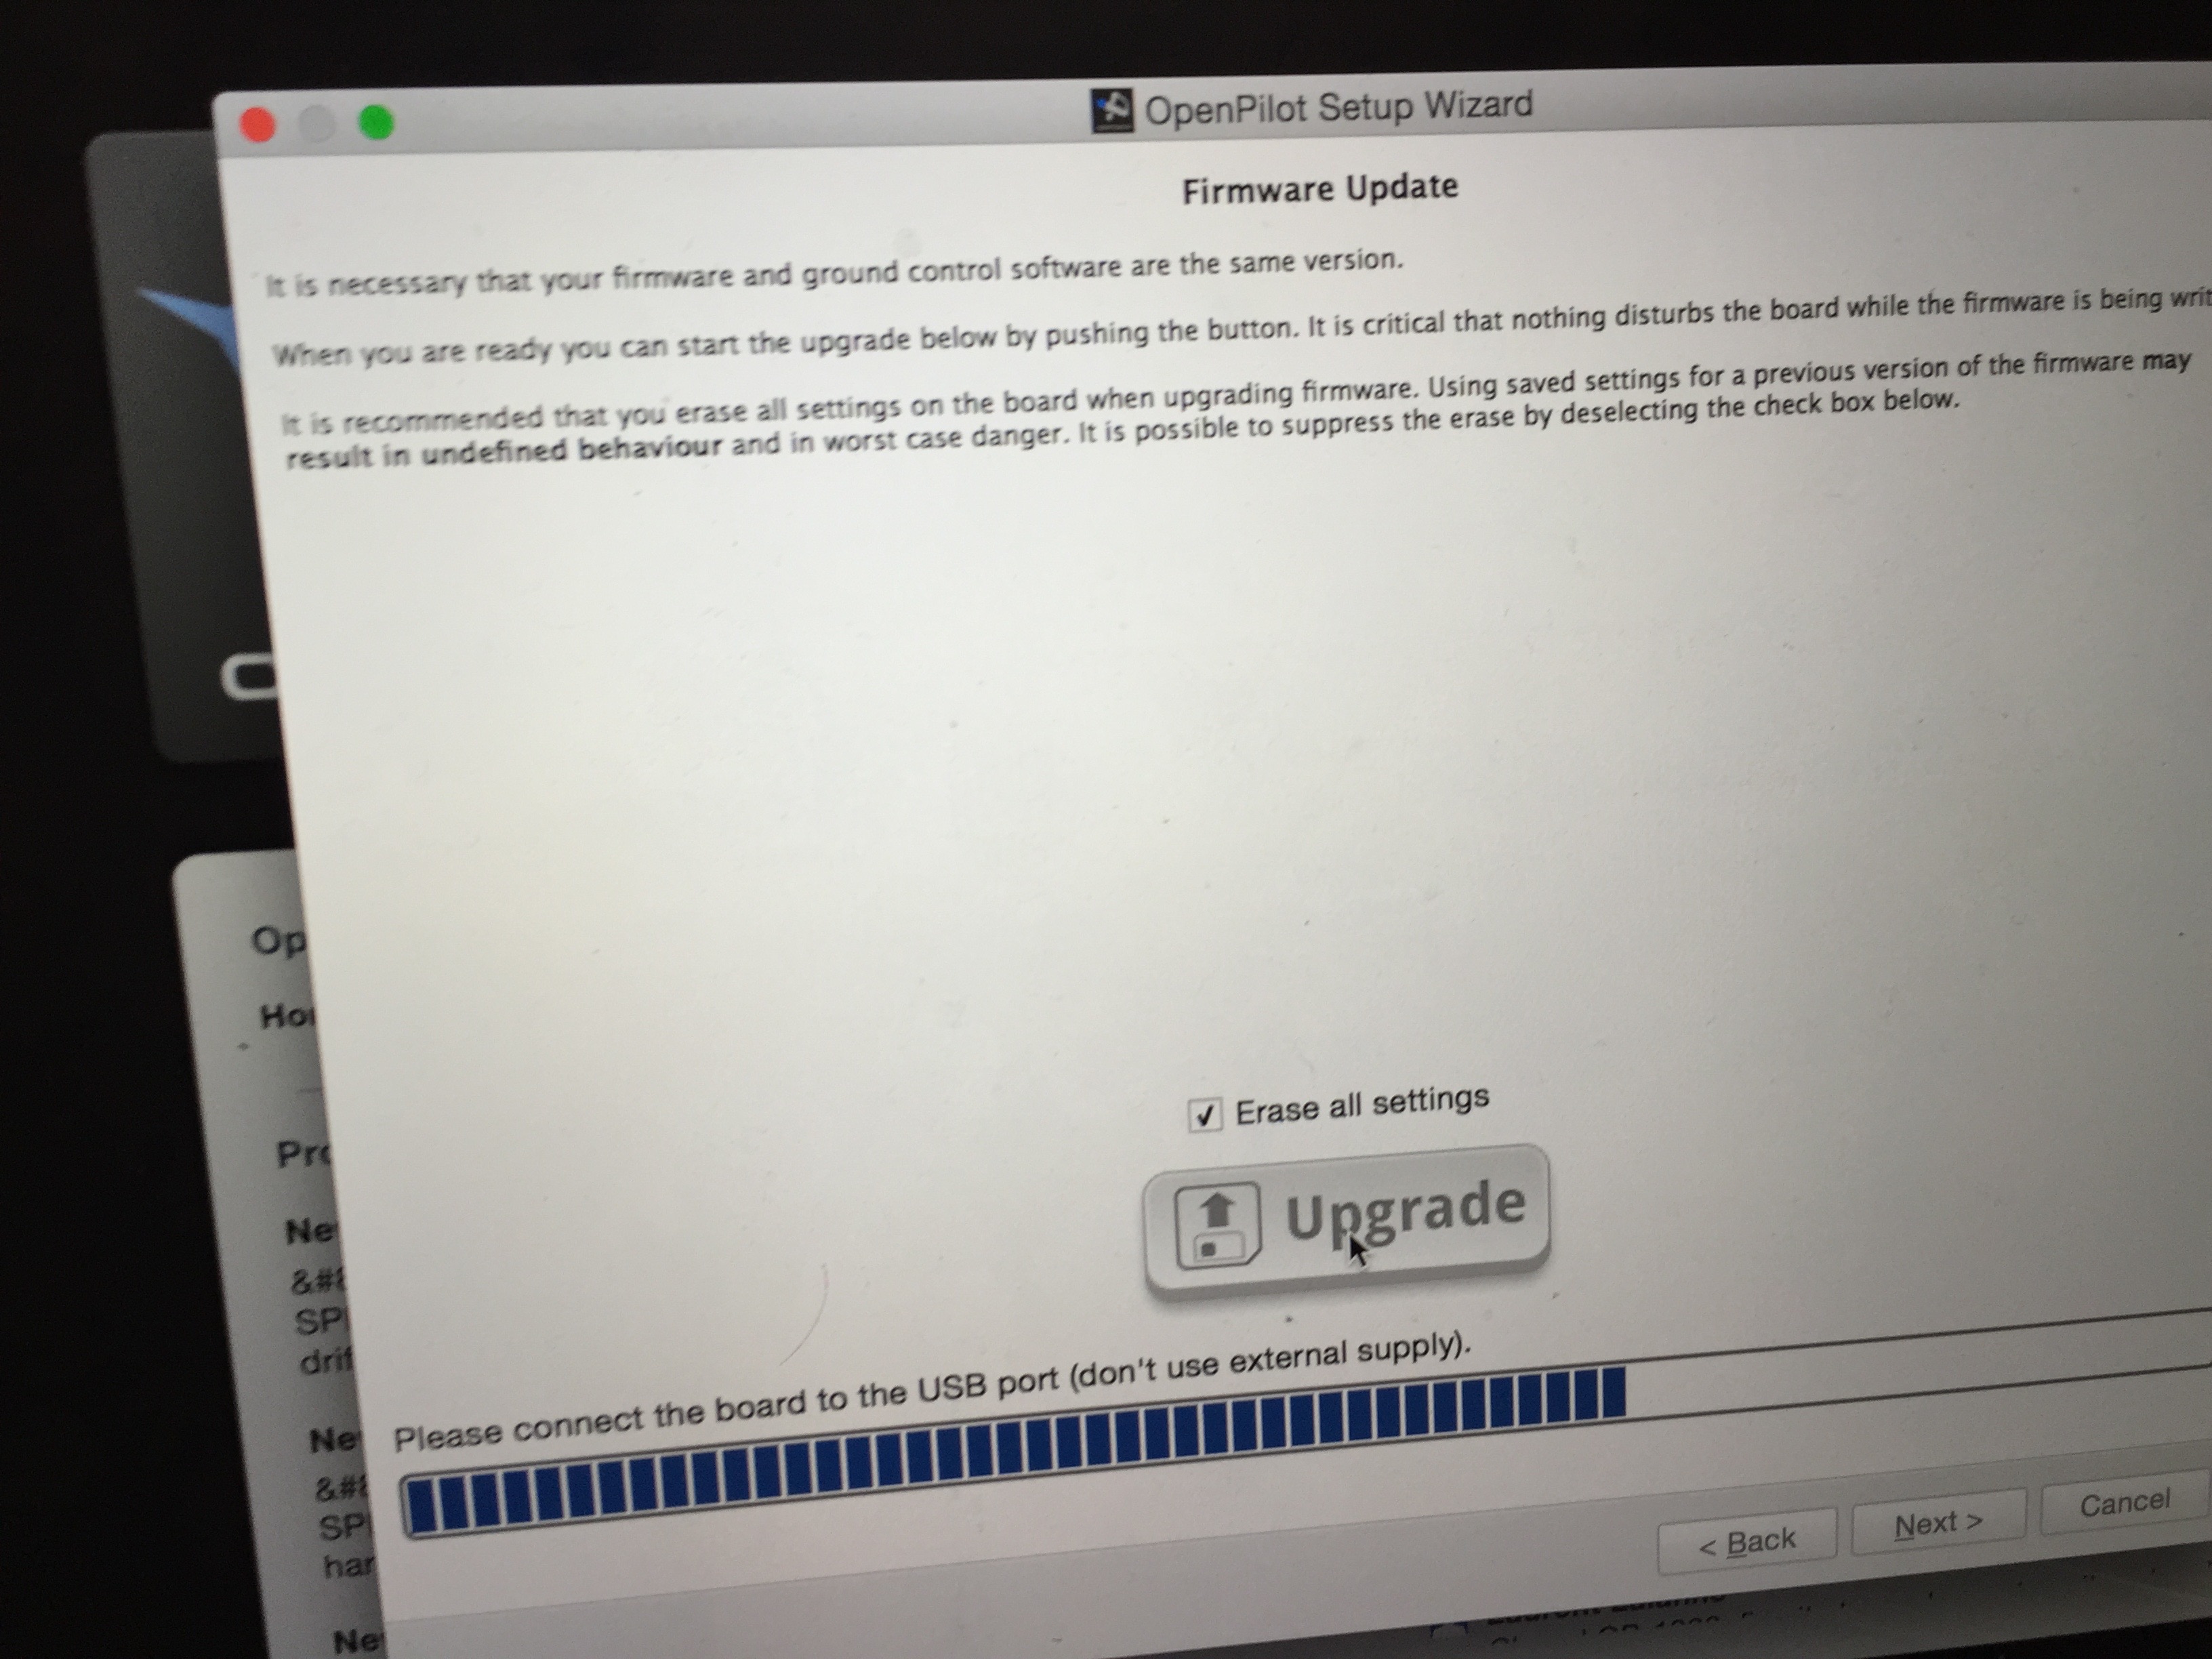 OpenPilot Setup Wizard
Firmware Update
It is necessary that your firmware and ground control software are the same version.
When you are ready you can start the upgrade below by pushing the button. It is critical that nothing disturbs the board while the firmware is being writ
It is recommended that you erase all settings on the board when upgrading firmware. Using saved settings for a previous version of the firmware may
result in undefined behaviour and in worst case danger. It is possible to suppress the erase by deselecting the check box below.
Op
Hor
Pro
Ne
&#8
SP
drif
Ne
&#8
SP
har
Ne
Erase all settings
Upgrade
Please connect the board to the USB port (don't use external supply).
< Back
Next >
Cancel